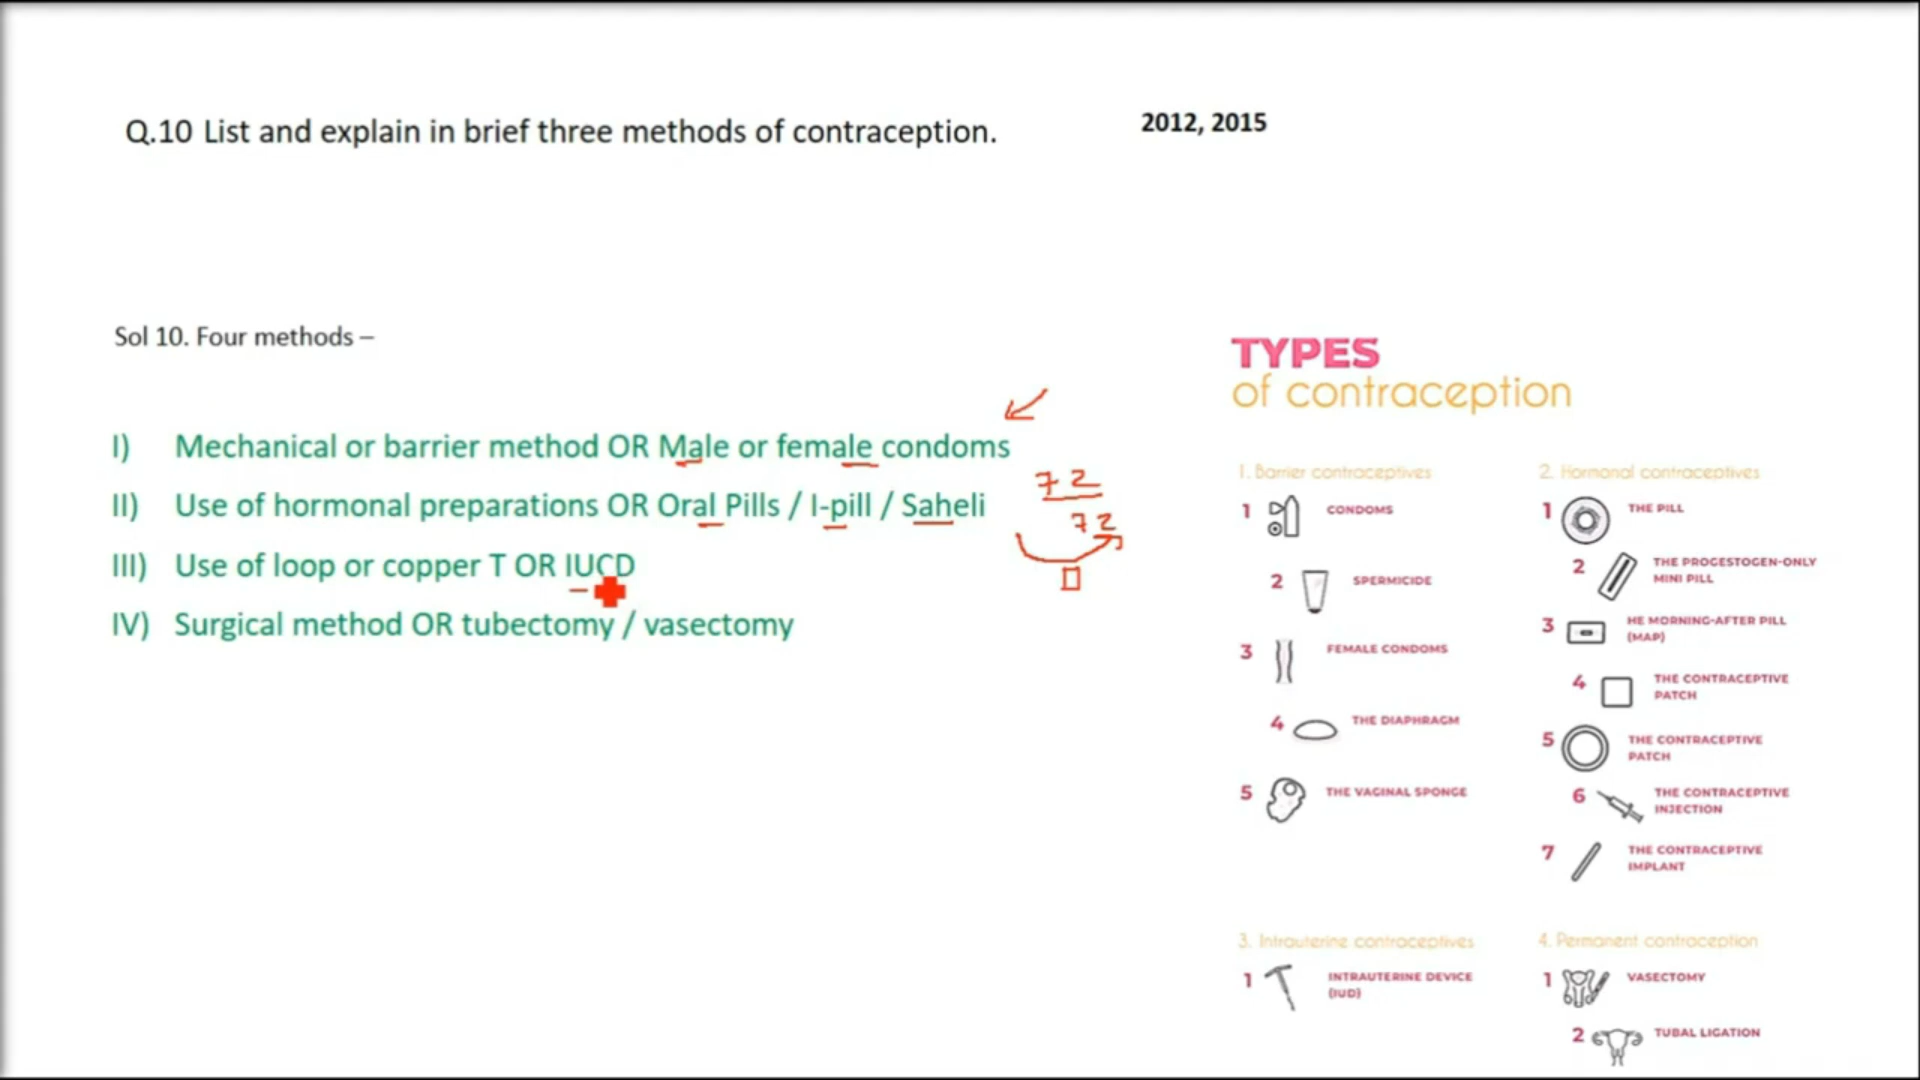 Q.10 List and explain in brief three methods of contraception.
2012, 2015
Sol 10. Four methods –
I) Mechanical or barrier method OR Male or female condoms
II) Use of hormonal preparations OR Oral Pills / I-pill / Saheli
III) Use of loop or copper T OR IUCD
IV) Surgical method OR tubectomy / vasectomy
72
72
TYPES
of contraception
1. Barrier contraceptives
1 CONDOMS
2 SPERMICIDE
3 FEMALE CONDOMS
4 THE DIAPHRAGM
5 THE VAGINAL SPONGE
2. Hormonal contraceptives
1 THE PILL
2 THE PROGESTOGEN-ONLY
MINI PILL
3 HE MORNING-AFTER PILL
(MAP)
4 THE CONTRACEPTIVE
PATCH
5 THE CONTRACEPTIVE
PATCH
6 THE CONTRACEPTIVE
INJECTION
7 THE CONTRACEPTIVE
IMPLANT
3. Intrauterine contraceptives
1 INTRAUTERINE DEVICE
(IUD)
4. Permanent contraception
1 VASECTOMY
2 TUBAL LIGATION